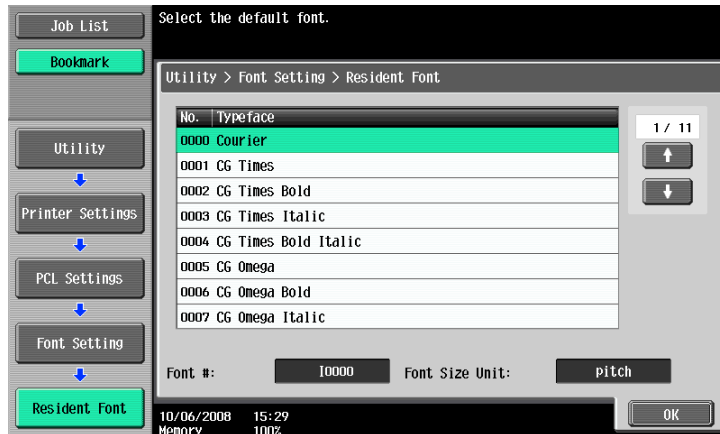 Job List
Bookmark
Utility
Printer Settings
PCL Settings
Font Setting
Resident Font
Select the default font.
Utility > Font Setting > Resident Font
No. Typeface
0000 Courier
0001 CG Times
0002 CG Times Bold
0003 CG Times Italic
0004 CG Times Bold Italic
0005 CG Omega
0006 CG Omega Bold
0007 CG Omega Italic
1/ 11
Font #: I0000 Font Size Unit: pitch
10/06/2008 15:29
Memory 100%
OK